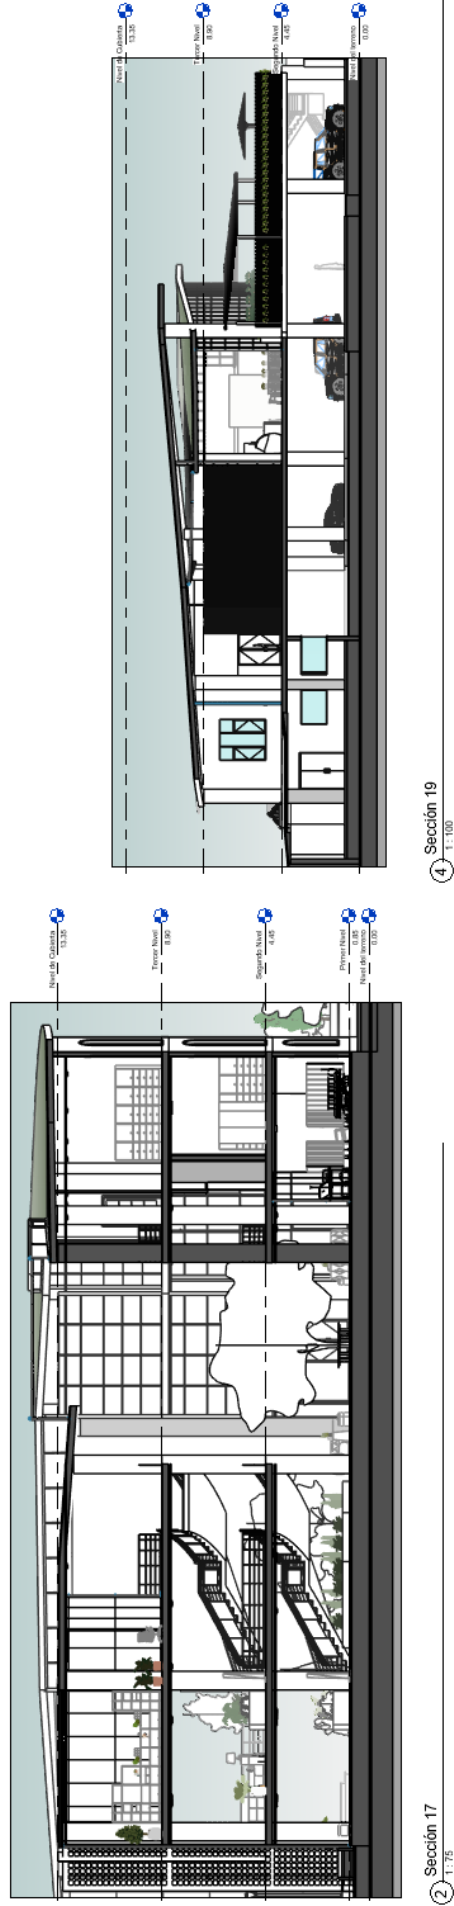 Nivel de Cubierta
13.35
Tercer Nivel
8.90
Segundo Nivel
4.45
Nivel del terreno
0.00
4 Sección 19
1 : 100
Nivel de Cubierta
13.35
Tercer Nivel
8.90
Segundo Nivel
4.45
Primer Nivel
0.85
Nivel del terreno
0.00
2 Sección 17
1 : 75